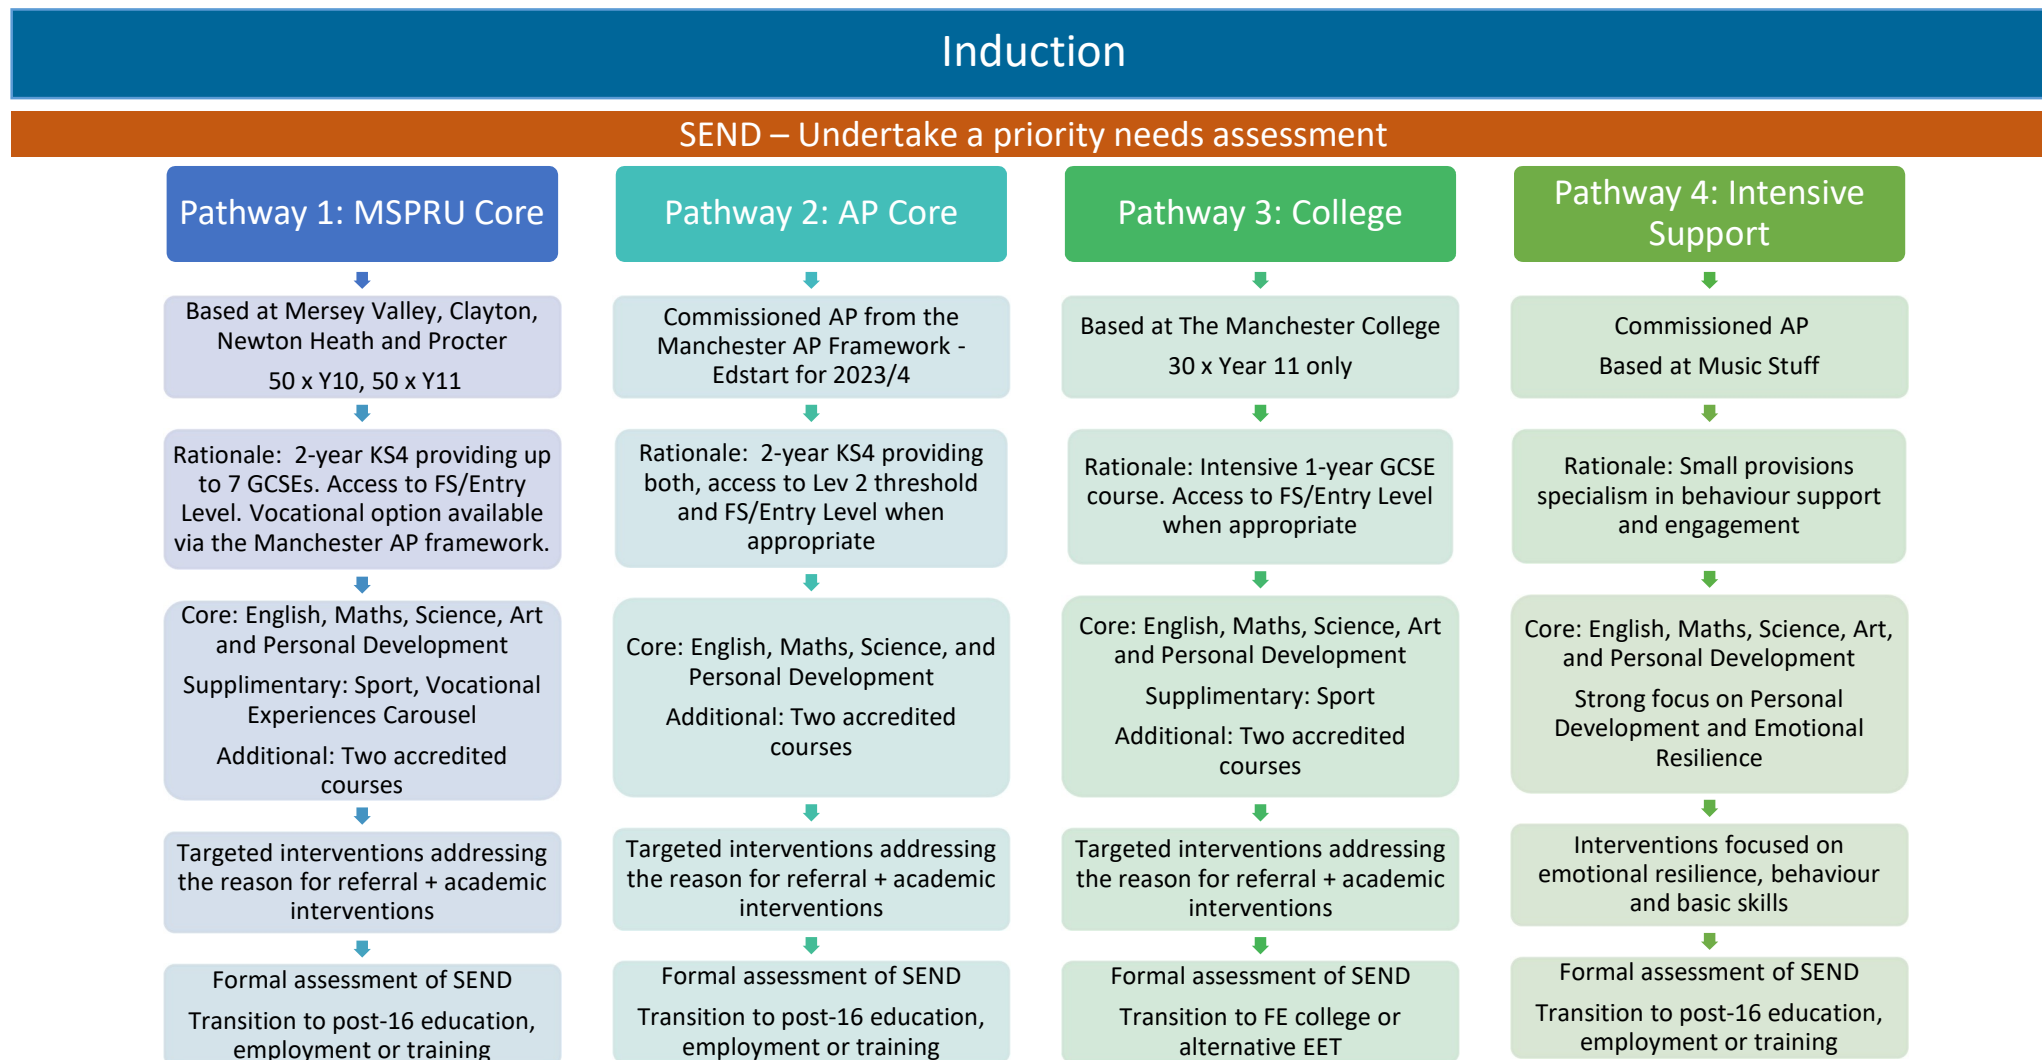 Induction
SEND – Undertake a priority needs assessment
Pathway 1: MSPRU Core
Based at Mersey Valley, Clayton,
Newton Heath and Procter
50 x Y10, 50 x Y11
Rationale:  2-year KS4 providing up
to 7 GCSEs. Access to FS/Entry
Level. Vocational option available
via the Manchester AP framework.
Core: English, Maths, Science, Art
and Personal Development
Supplimentary: Sport, Vocational
Experiences Carousel
Additional: Two accredited
courses
Targeted interventions addressing
the reason for referral + academic
interventions
Formal assessment of SEND
Transition to post-16 education,
employment or training
Pathway 2: AP Core
Commissioned AP from the
Manchester AP Framework -
Edstart for 2023/4
Rationale:  2-year KS4 providing
both, access to Lev 2 threshold
and FS/Entry Level when
appropriate
Core: English, Maths, Science, and
Personal Development
Additional: Two accredited
courses
Targeted interventions addressing
the reason for referral + academic
interventions
Formal assessment of SEND
Transition to post-16 education,
employment or training
Pathway 3: College
Based at The Manchester College
30 x Year 11 only
Rationale: Intensive 1-year GCSE
course. Access to FS/Entry Level
when appropriate
Core: English, Maths, Science, Art
and Personal Development
Supplimentary: Sport
Additional: Two accredited
courses
Targeted interventions addressing
the reason for referral + academic
interventions
Formal assessment of SEND
Transition to FE college or
alternative EET
Pathway 4: Intensive
Support
Commissioned AP
Based at Music Stuff
Rationale: Small provisions
specialism in behaviour support
and engagement
Core: English, Maths, Science, Art,
and Personal Development
Strong focus on Personal
Development and Emotional
Resilience
Interventions focused on
emotional resilience, behaviour
and basic skills
Formal assessment of SEND
Transition to post-16 education,
employment or training